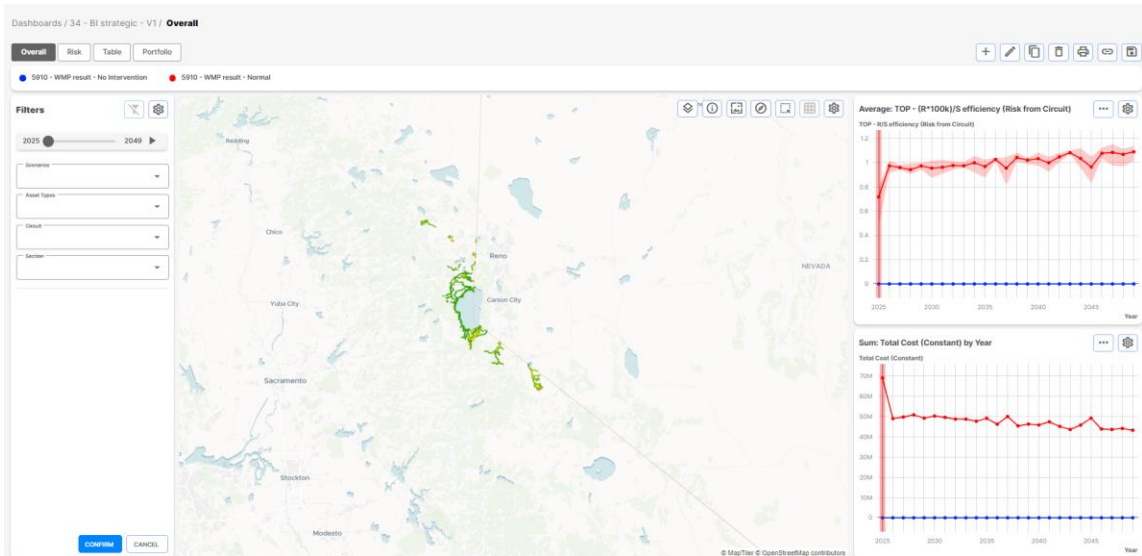 Dashboards / 34 - BI strategic - V1 / Overall
Overall Risk Table Portfolio
5910 - WMP result - No Intervention 5910 - WMP result - Normal
Filters
2025 2049
Scenarios
Asset Types
Circuit
Section
CONFIRM CANCEL
Redding
Chico
Reno
NEVADA
Yuba City
Carson City
Sacramento
Stockton
Modesto
© MapTiler © OpenStreetMap contributors
Average: TOP - (R*100k)/S efficiency (Risk from Circuit)
TOP - R/S efficiency (Risk from Circuit)
1.2
1
0.8
0.6
0.4
0.2
0
2025 2030 2035 2040 2045
Year
Sum: Total Cost (Constant) by Year
Total Cost (Constant)
70M
60M
50M
40M
30M
20M
10M
0
2025 2030 2035 2040 2045
Year